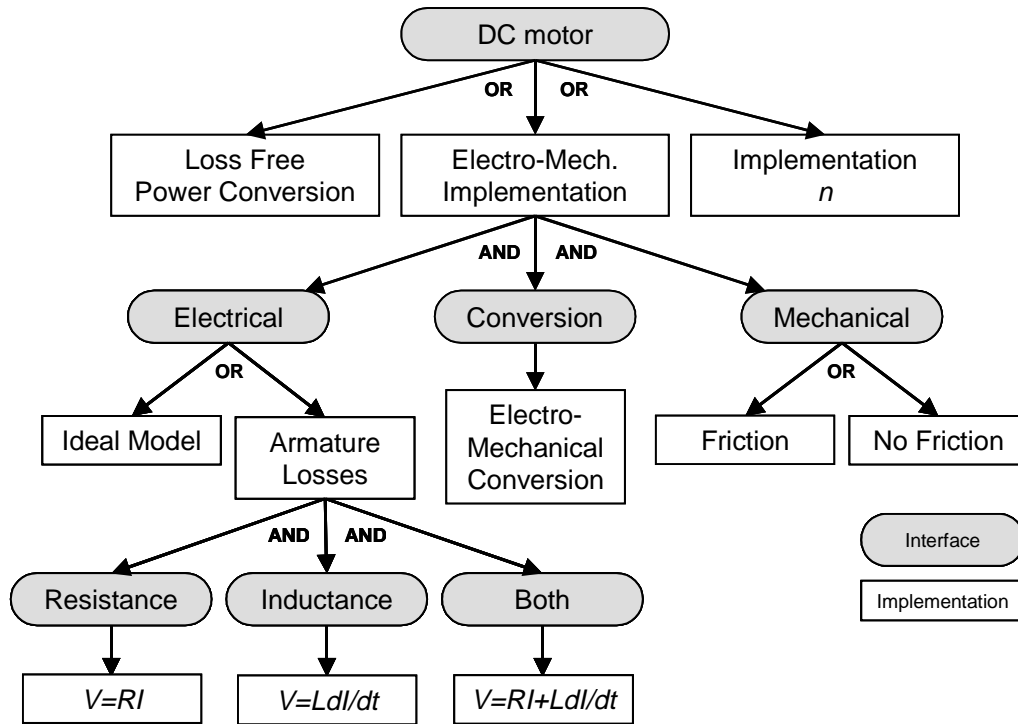 DC motor
OR
OR
Loss Free
Power Conversion
Electro-Mech.
Implementation
Implementation
n
AND
AND
Electrical
Conversion
Mechanical
OR
OR
Ideal Model
Armature
Losses
Electro-
Mechanical
Conversion
Friction
No Friction
AND
AND
Interface
Resistance
Inductance
Both
Implementation
V=RI
V=LdI/dt
V=RI+LdI/dt